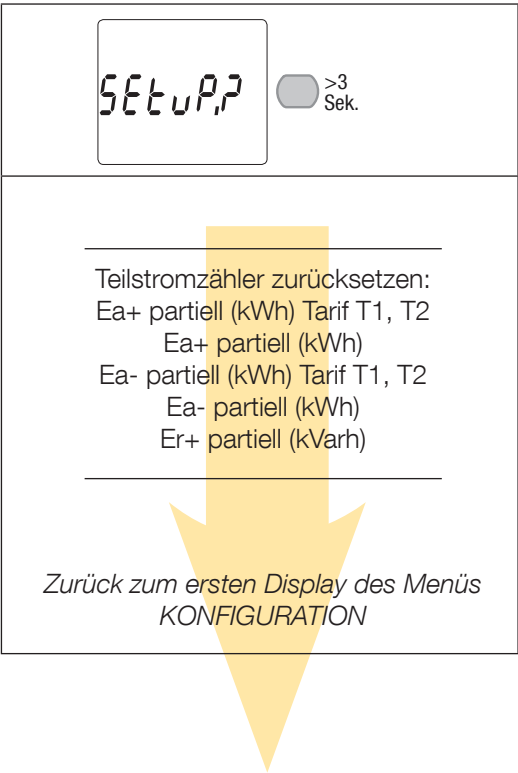 SEtuP,?
>3
Sek.
Teilstromzähler zurücksetzen:
Ea+ partiell (kWh) Tarif T1, T2
Ea+ partiell (kWh)
Ea- partiell (kWh) Tarif T1, T2
Ea- partiell (kWh)
Er+ partiell (kVarh)
Zurück zum ersten Display des Menüs
KONFIGURATION